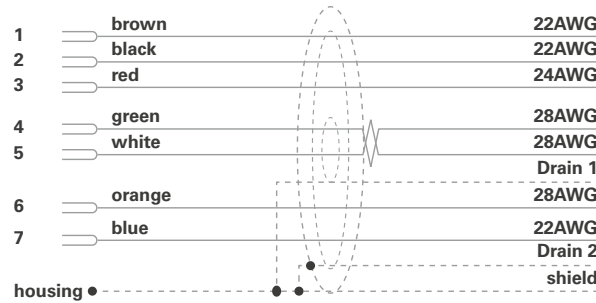 1 brown 22AWG
2 black 22AWG
3 red 24AWG
4 green 28AWG
5 white 28AWG
Drain 1
6 orange 28AWG
7 blue 22AWG
Drain 2
shield
housing